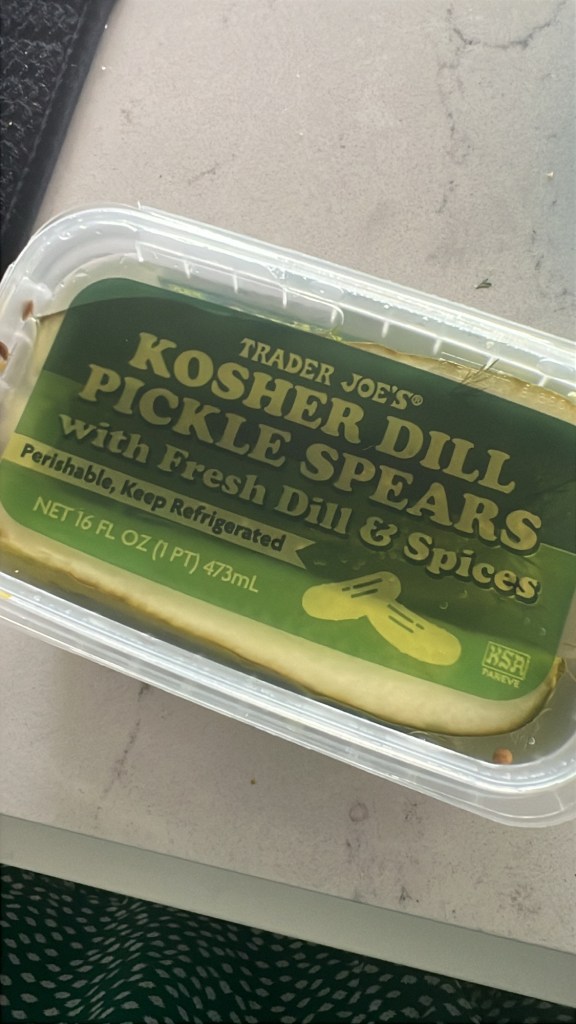 TRADER JOE'S®
KOSHER DILL
PICKLE SPEARS
with Fresh Dill & Spices
Perishable, Keep Refrigerated
NET 16 FL OZ (1 PT) 473mL
KSA
PAREVE